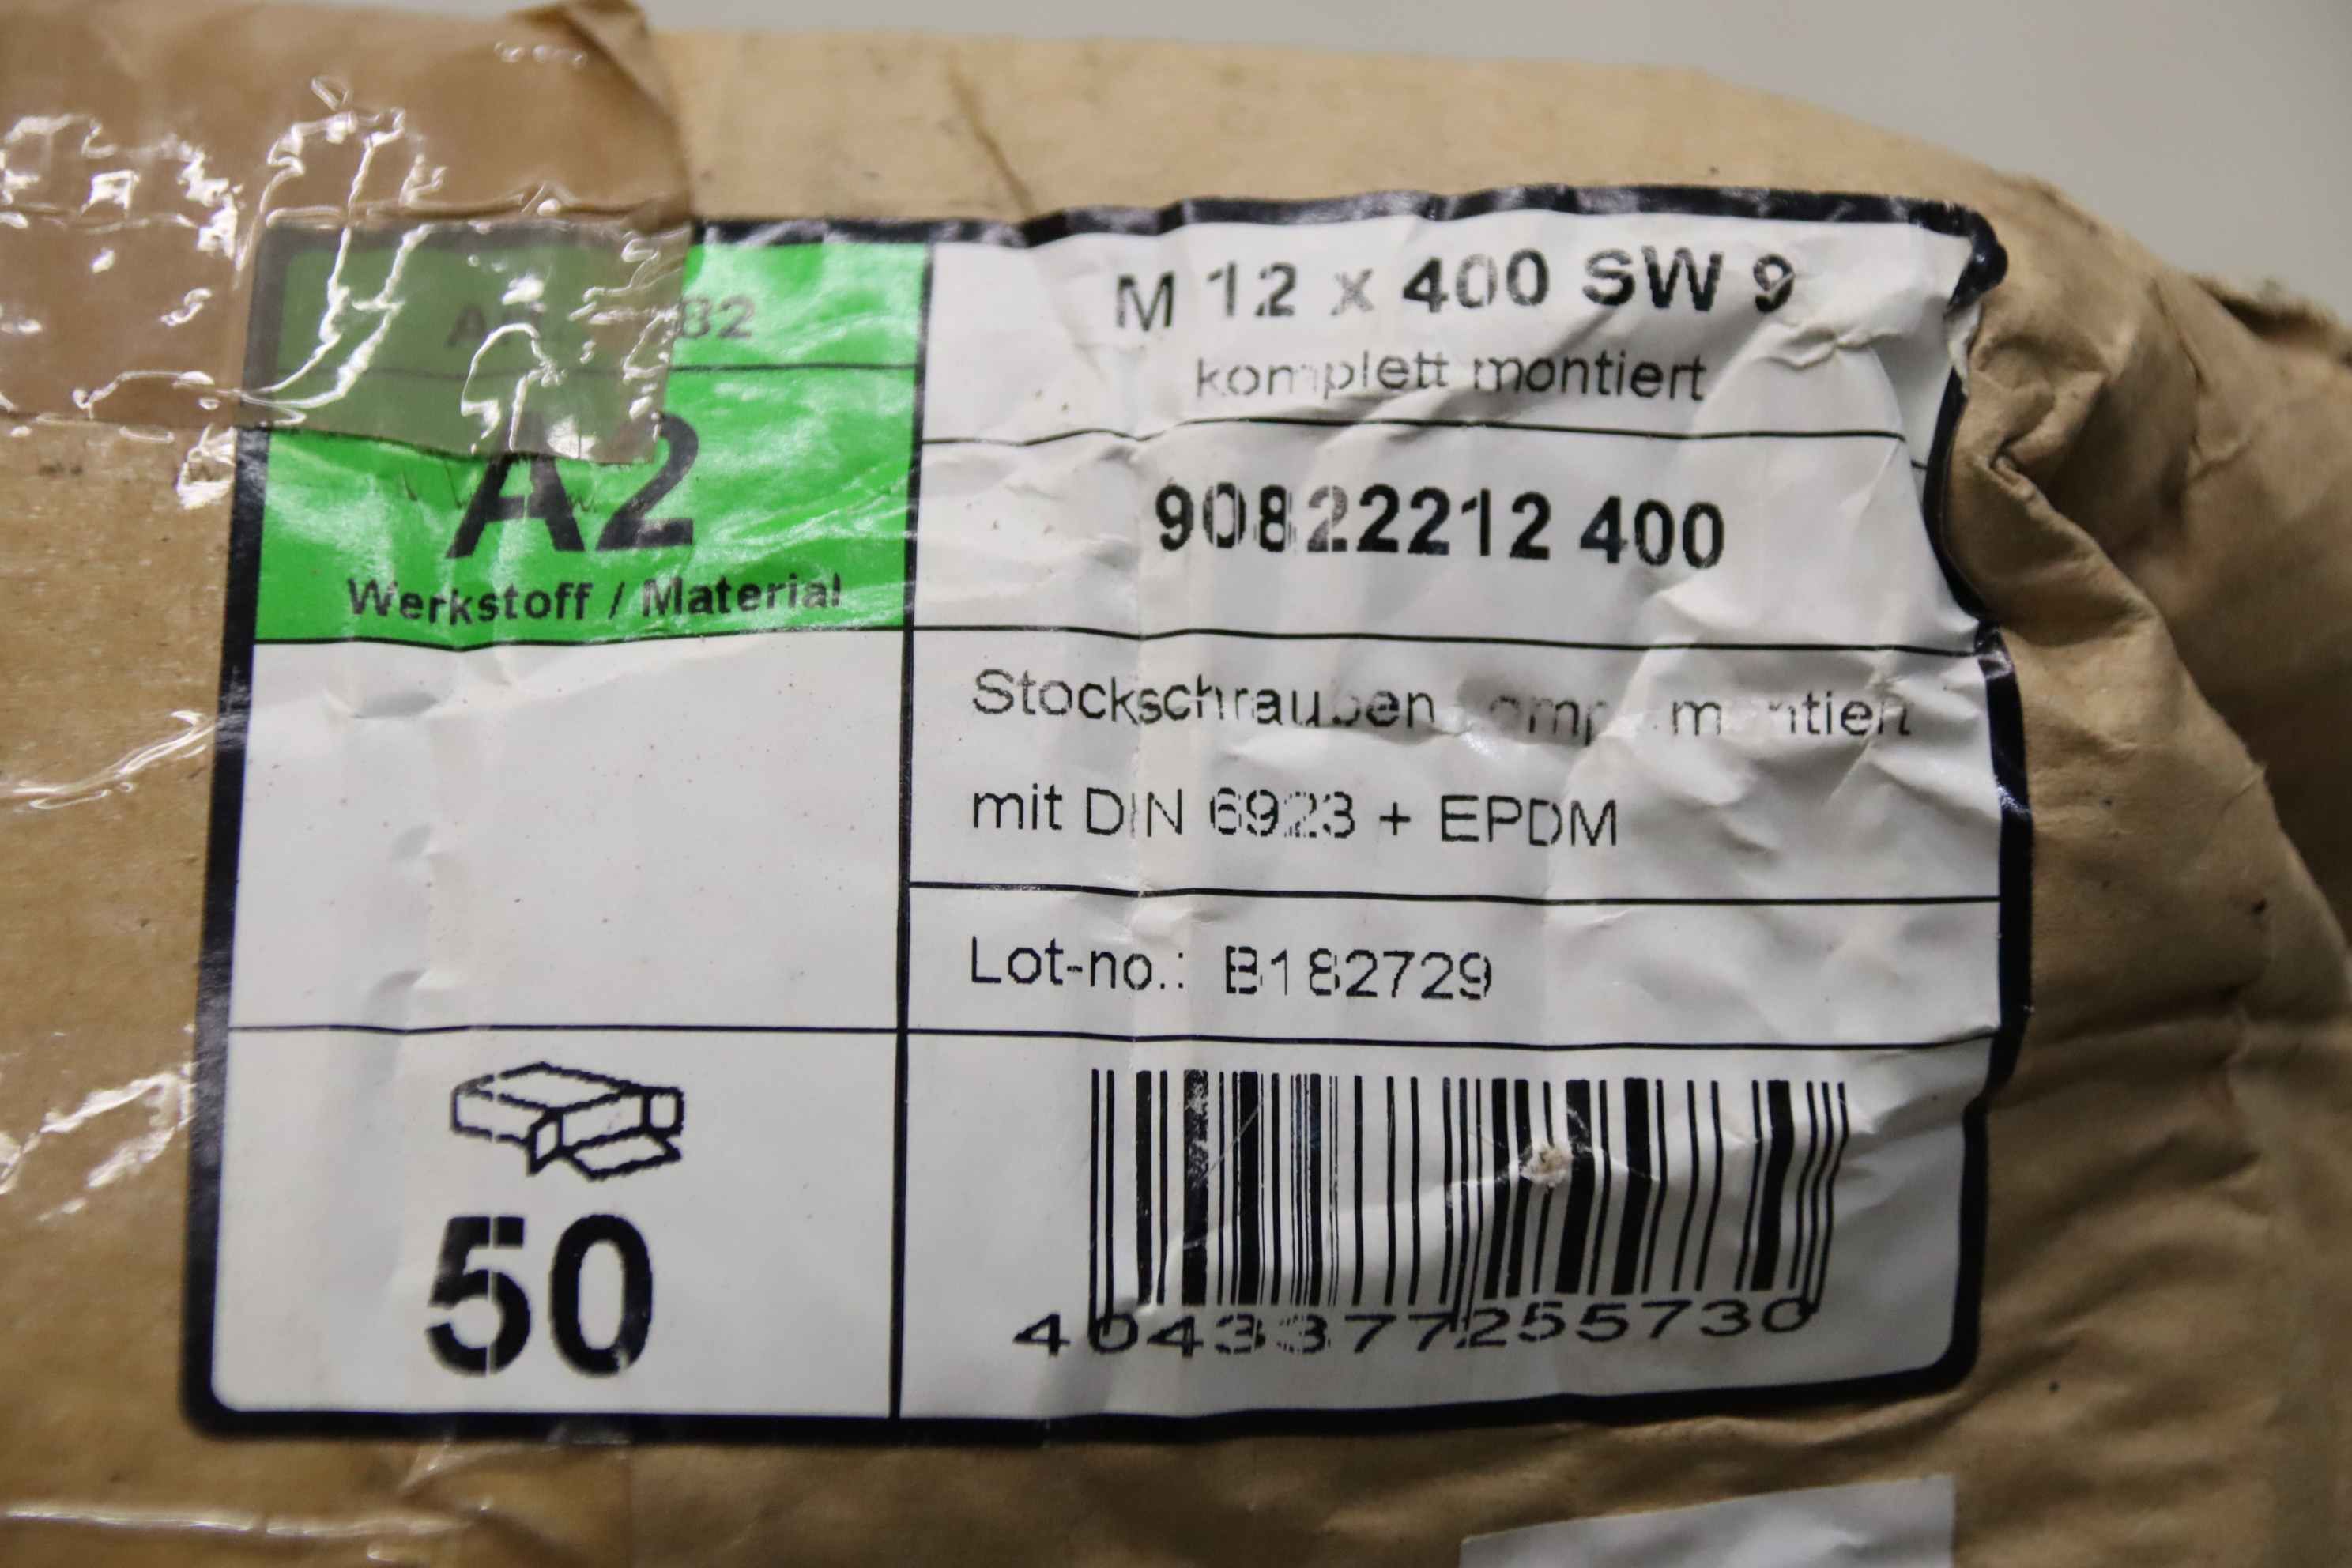 A2
Werkstoff / Material
50
M 12 x 400 SW 9
komplett montiert
90822212 400
Stockschrauben montiert
mit DIN 6923 + EPDM
Lot-no.: B182729
4043377255730